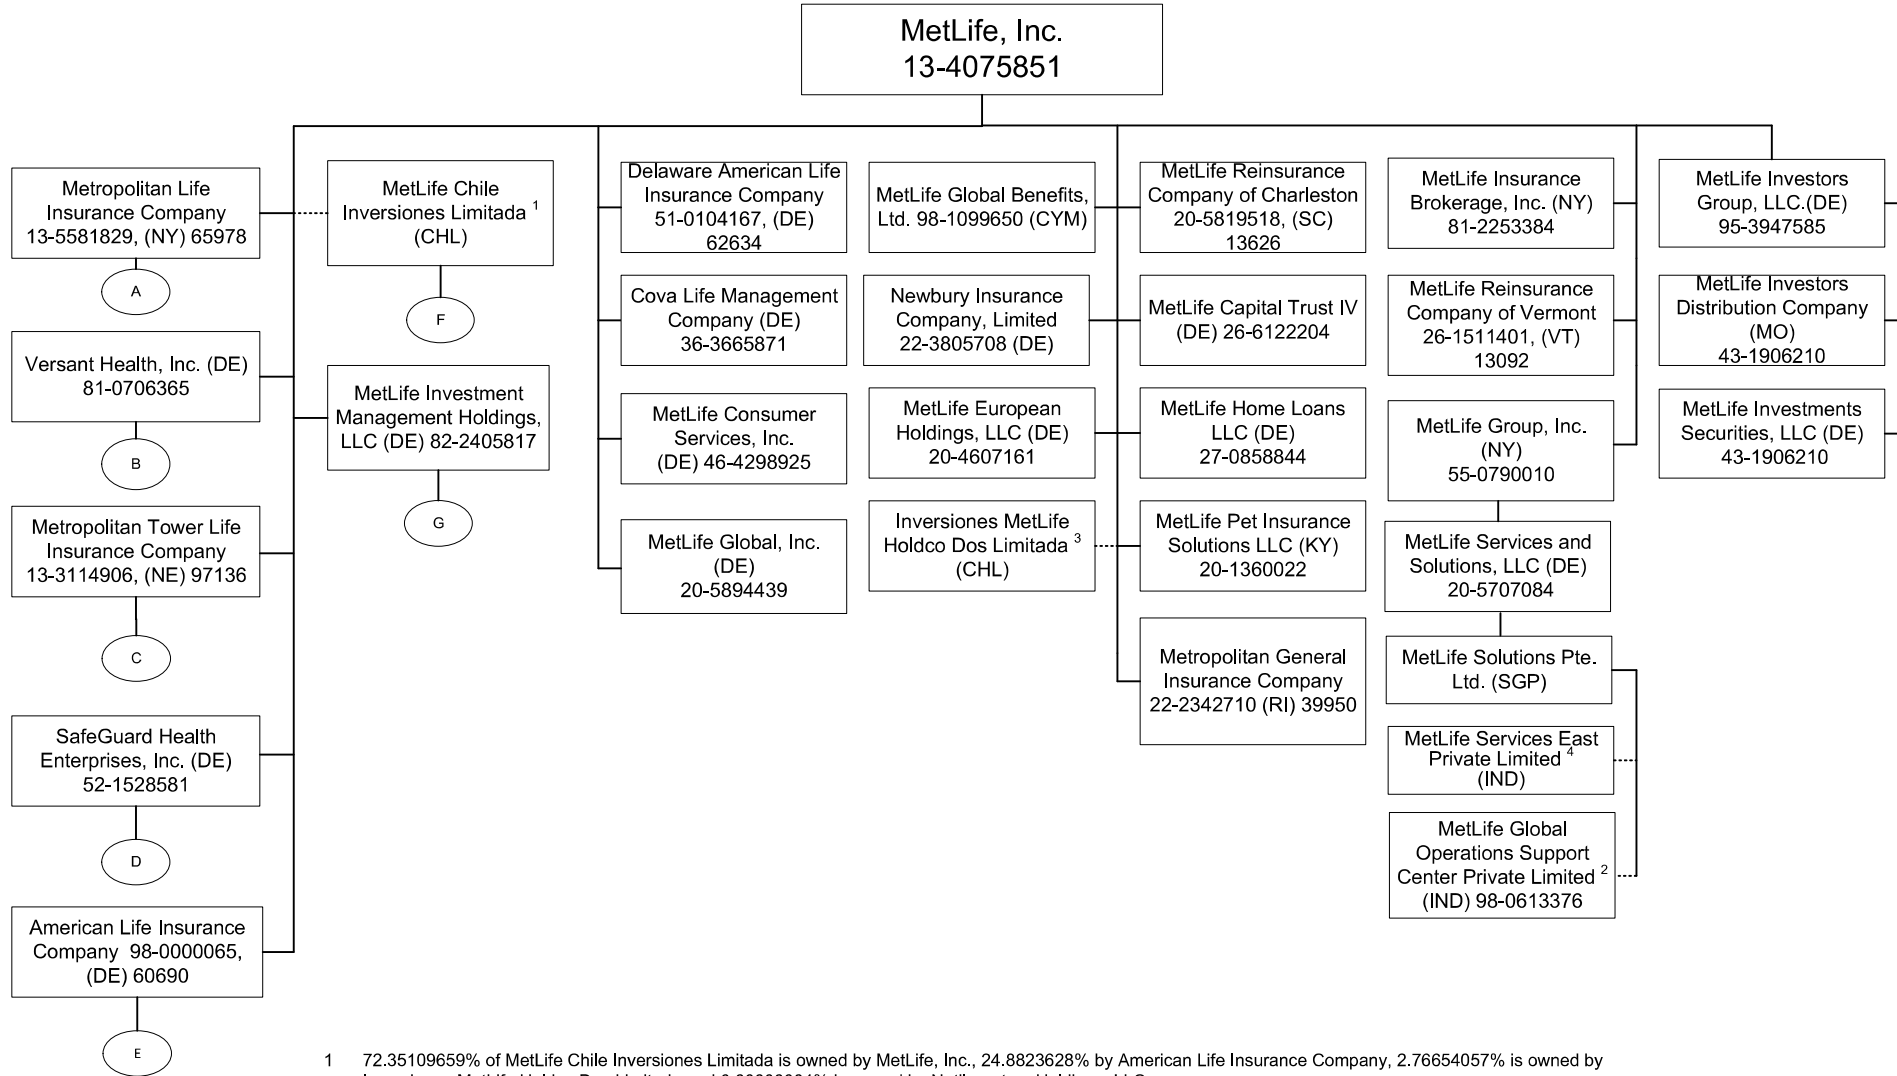 MetLife, Inc.
13-4075851
Metropolitan Life
Insurance Company
13-5581829, (NY) 65978
A
Versant Health, Inc. (DE)
81-0706365
B
Metropolitan Tower Life
Insurance Company
13-3114906, (NE) 97136
C
SafeGuard Health
Enterprises, Inc. (DE)
52-1528581
D
American Life Insurance
Company 98-0000065,
(DE) 60690
E
MetLife Chile
Inversiones Limitada 1
(CHL)
F
MetLife Investment
Management Holdings,
LLC (DE) 82-2405817
G
Delaware American Life
Insurance Company
51-0104167, (DE)
62634
Cova Life Management
Company (DE)
36-3665871
MetLife Consumer
Services, Inc.
(DE) 46-4298925
MetLife Global, Inc.
(DE)
20-5894439
MetLife Global Benefits,
Ltd. 98-1099650 (CYM)
Newbury Insurance
Company, Limited
22-3805708 (DE)
MetLife European
Holdings, LLC (DE)
20-4607161
Inversiones MetLife
Holdco Dos Limitada 3
(CHL)
MetLife Reinsurance
Company of Charleston
20-5819518, (SC)
13626
MetLife Capital Trust IV
(DE) 26-6122204
MetLife Home Loans
LLC (DE)
27-0858844
MetLife Pet Insurance
Solutions LLC (KY)
20-1360022
Metropolitan General
Insurance Company
22-2342710 (RI) 39950
MetLife Insurance
Brokerage, Inc. (NY)
81-2253384
MetLife Reinsurance
Company of Vermont
26-1511401, (VT)
13092
MetLife Group, Inc.
(NY)
55-0790010
MetLife Services and
Solutions, LLC (DE)
20-5707084
MetLife Solutions Pte.
Ltd. (SGP)
MetLife Services East
Private Limited 4
(IND)
MetLife Global
Operations Support
Center Private Limited 2
(IND) 98-0613376
MetLife Investors
Group, LLC.(DE)
95-3947585
MetLife Investors
Distribution Company
(MO)
43-1906210
MetLife Investments
Securities, LLC (DE)
43-1906210
1 72.35109659% of MetLife Chile Inversiones Limitada is owned by MetLife, Inc., 24.8823628% by American Life Insurance Company, 2.76654057% is owned by